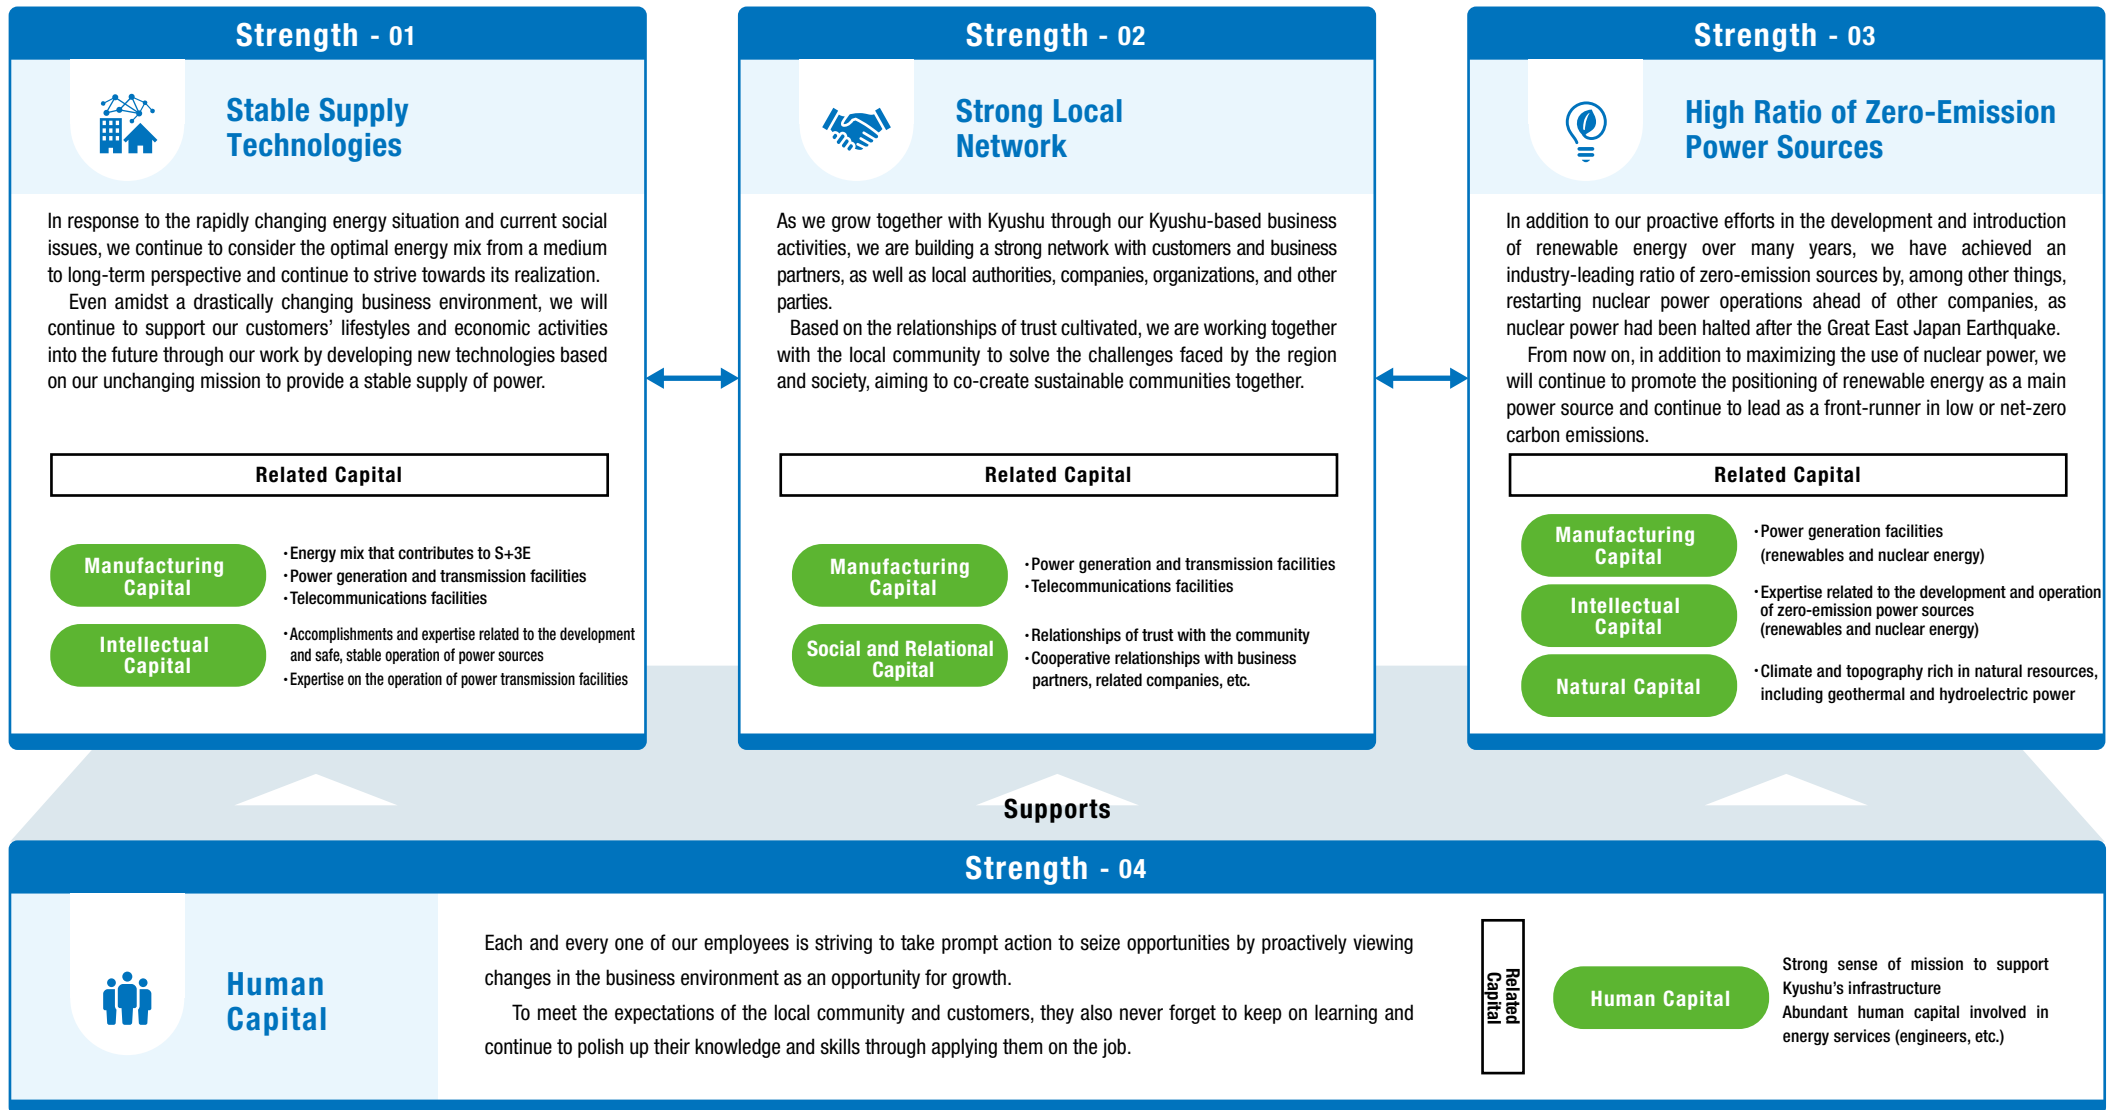 Strength - 01
Stable Supply
Technologies
In response to the rapidly changing energy situation and current social
issues, we continue to consider the optimal energy mix from a medium
to long-term perspective and continue to strive towards its realization.
Even amidst a drastically changing business environment, we will
continue to support our customers' lifestyles and economic activities
into the future through our work by developing new technologies based
on our unchanging mission to provide a stable supply of power.
Related Capital
Manufacturing
Capital
・Energy mix that contributes to S+3E
・Power generation and transmission facilities
・Telecommunications facilities
Intellectual
Capital
・Accomplishments and expertise related to the development
and safe, stable operation of power sources
・Expertise on the operation of power transmission facilities
Strength - 02
Strong Local
Network
As we grow together with Kyushu through our Kyushu-based business
activities, we are building a strong network with customers and business
partners, as well as local authorities, companies, organizations, and other
parties.
Based on the relationships of trust cultivated, we are working together
with the local community to solve the challenges faced by the region
and society, aiming to co-create sustainable communities together.
Related Capital
Manufacturing
Capital
・Power generation and transmission facilities
・Telecommunications facilities
Social and Relational
Capital
・Relationships of trust with the community
・Cooperative relationships with business
partners, related companies, etc.
Strength - 03
High Ratio of Zero-Emission
Power Sources
In addition to our proactive efforts in the development and introduction
of renewable energy over many years, we have achieved an
industry-leading ratio of zero-emission sources by, among other things,
restarting nuclear power operations ahead of other companies, as
nuclear power had been halted after the Great East Japan Earthquake.
From now on, in addition to maximizing the use of nuclear power, we
will continue to promote the positioning of renewable energy as a main
power source and continue to lead as a front-runner in low or net-zero
carbon emissions.
Related Capital
Manufacturing
Capital
・Power generation facilities
(renewables and nuclear energy)
Intellectual
Capital
・Expertise related to the development and operation
of zero-emission power sources
(renewables and nuclear energy)
Natural Capital
・Climate and topography rich in natural resources,
including geothermal and hydroelectric power
Supports
Strength - 04
Human
Capital
Each and every one of our employees is striving to take prompt action to seize opportunities by proactively viewing
changes in the business environment as an opportunity for growth.
To meet the expectations of the local community and customers, they also never forget to keep on learning and
continue to polish up their knowledge and skills through applying them on the job.
Related
Capital
Human Capital
Strong sense of mission to support
Kyushu's infrastructure
Abundant human capital involved in
energy services (engineers, etc.)